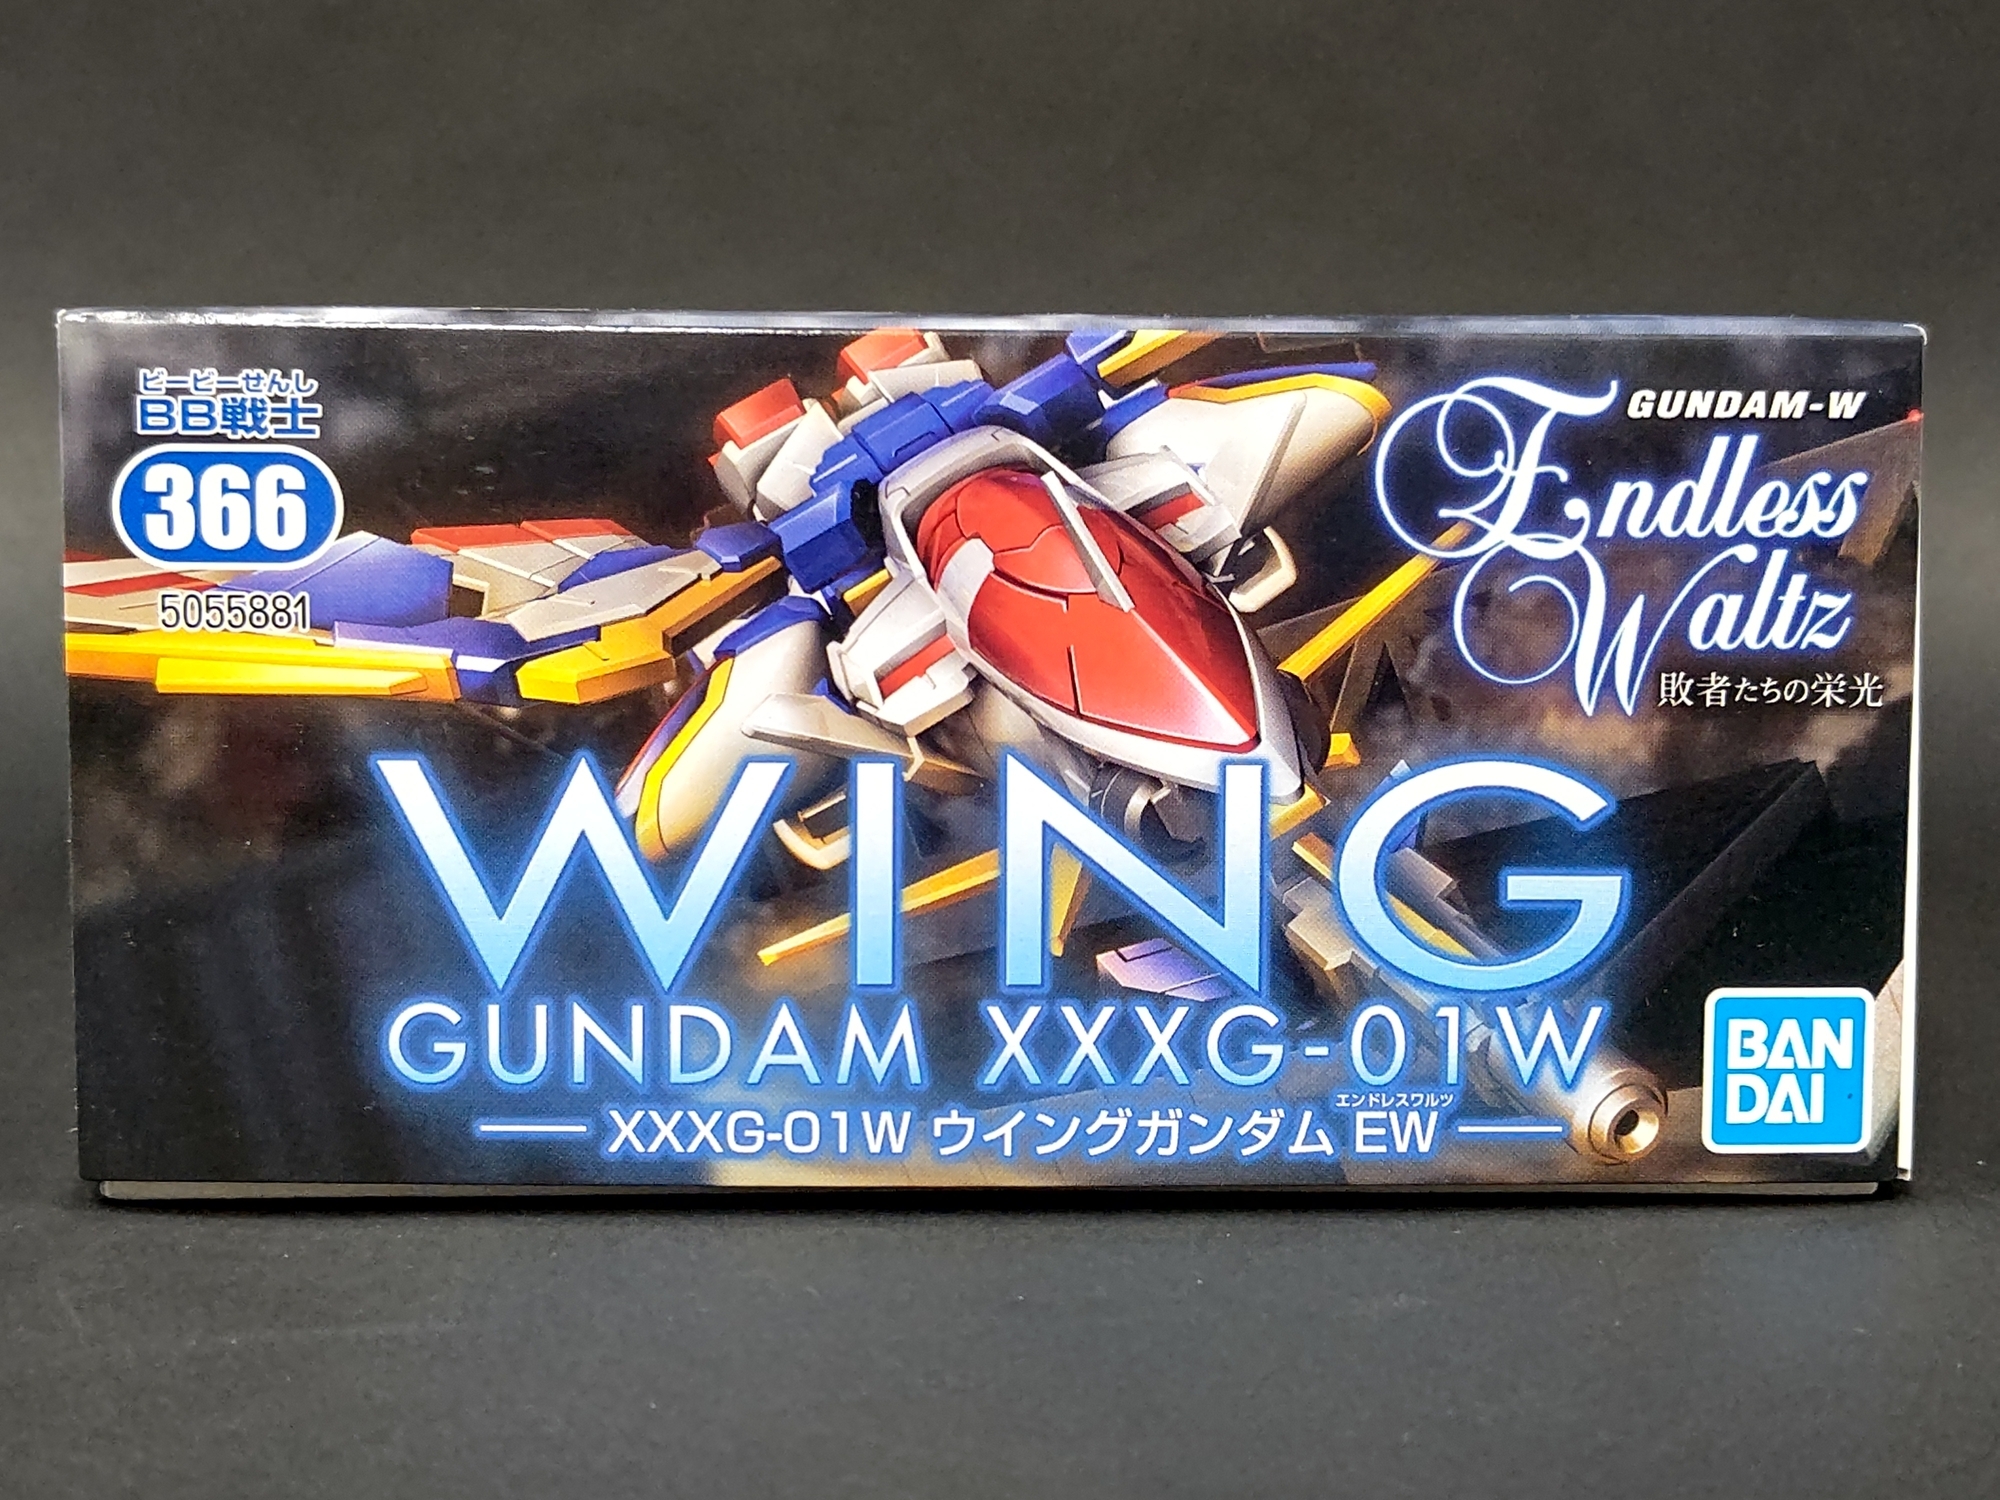 ビービーせんし
BB戦士
366
5055881
GUNDAM-W
Endless
Waltz
敗者たちの栄光
WING
GUNDAM XXXG-01W
エンドレスワルツ
XXXG-01W ウイングガンダム EW
BAN
DAI